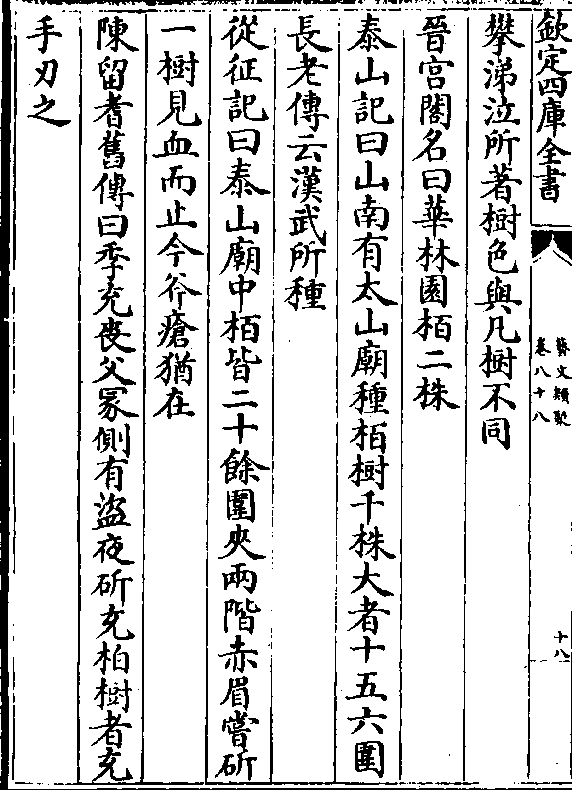 欽定四庫全書
藝文類聚
卷八十八
十八
攀涕泣所著樹色與凡樹不同
晉宫閣名曰華林園栢二株
泰山記曰山南有太山廟種栢樹千株大者十五六圍
長老傳云漢武所種
從征記曰泰山廟中栢皆二十餘圍夾兩階赤眉嘗斫
一樹見血而止今斧瘡猶在
陳留耆舊傳曰李充喪父冢側有盜夜斫充柏樹者充
手刃之